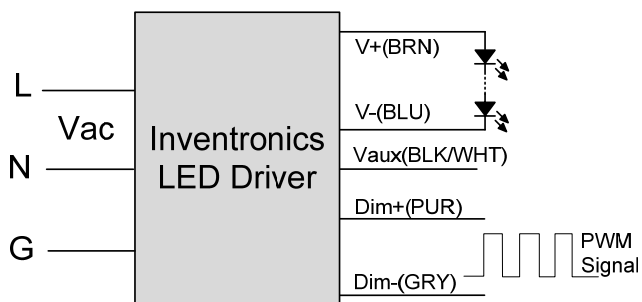 L
Vac
N
G
Inventronics
LED Driver
V+(BRN)
V-(BLU)
Vaux(BLK/WHT)
Dim+(PUR)
Dim-(GRY)
PWM
Signal